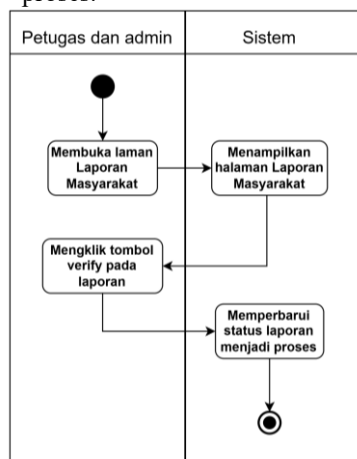 proses.
Petugas dan admin
Sistem
Membuka laman
Laporan
Masyarakat
Menampilkan
halaman Laporan
Masyarakat
Mengklik tombol
verify pada
laporan
Memperbarui
status laporan
menjadi proses